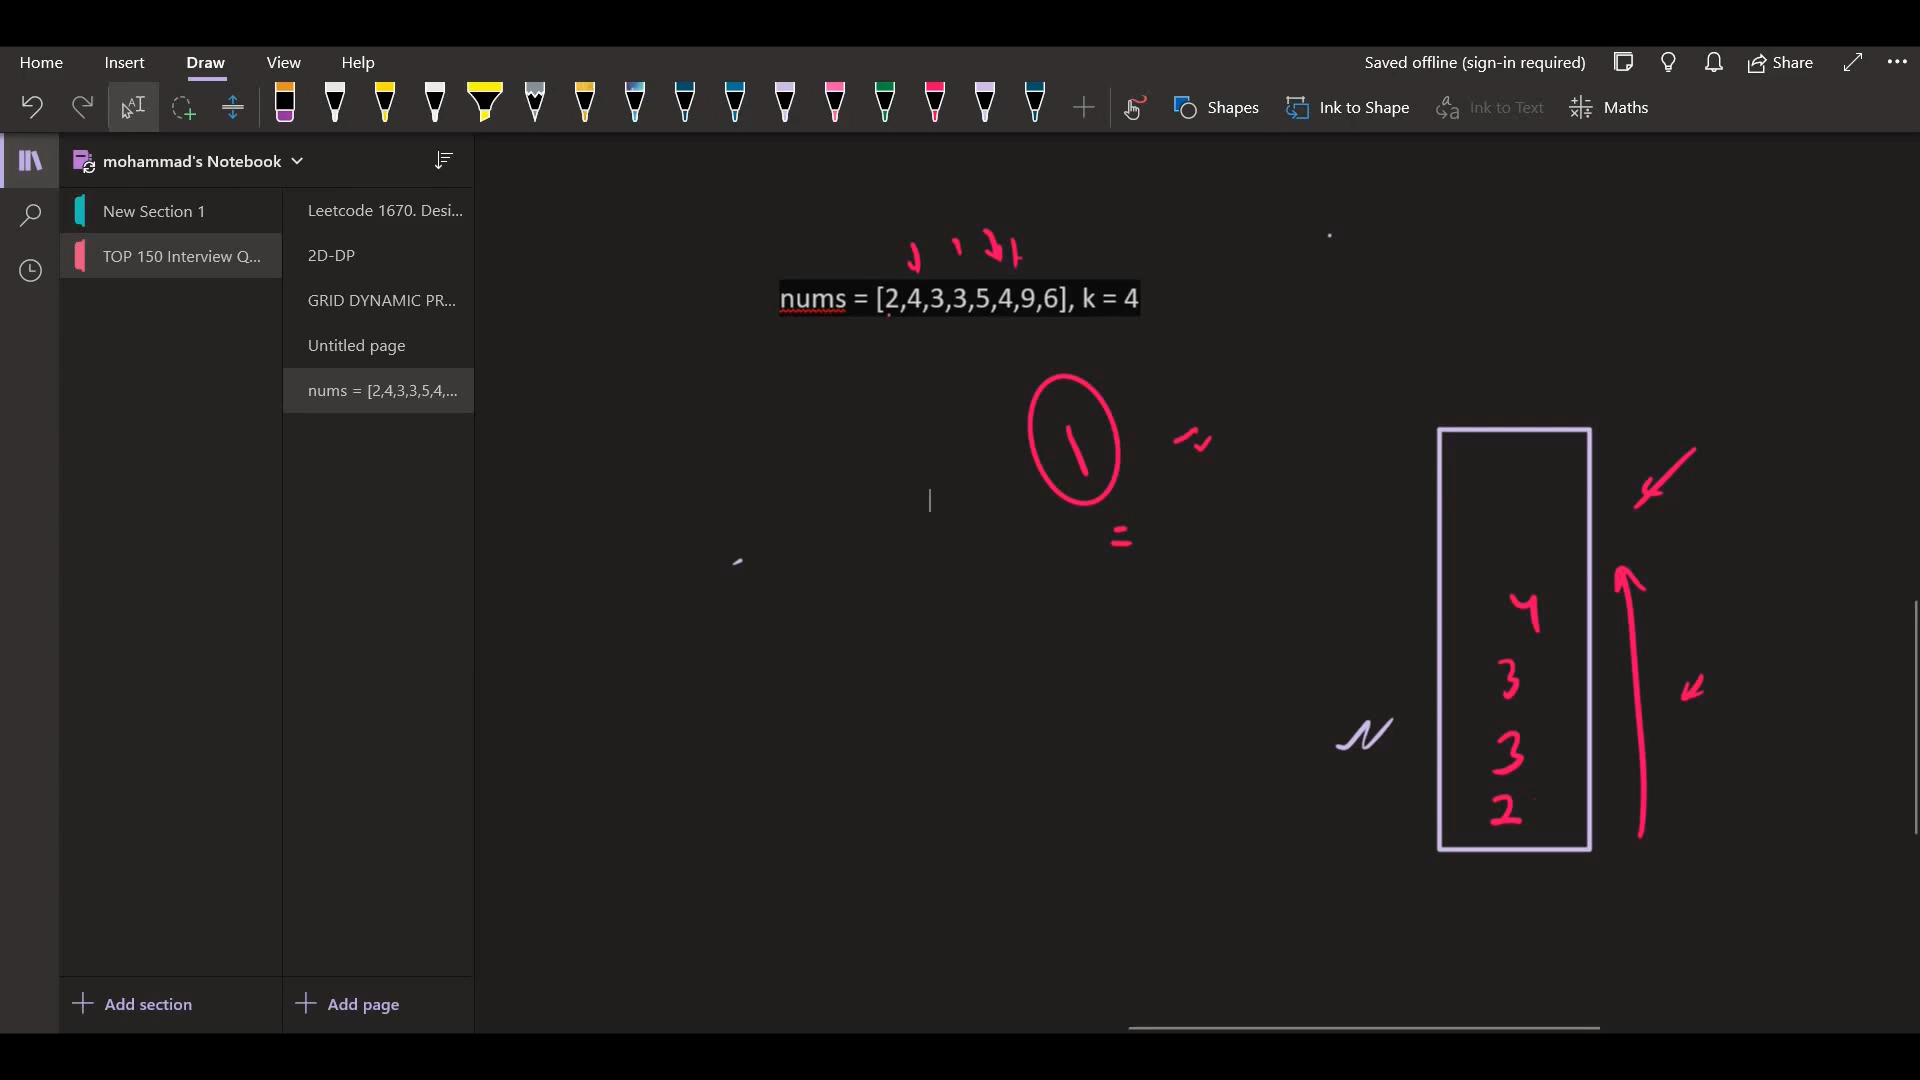 Home Insert Draw View Help Saved offline (sign-in required) Share
Shapes Ink to Shape Ink to Text Maths
mohammad's Notebook
New Section 1
TOP 150 Interview Q...
Leetcode 1670. Desi...
2D-DP
GRID DYNAMIC PR...
Untitled page
nums = [2,4,3,3,5,4,...
nums = [2,4,3,3,5,4,9,6], k = 4
1
=
4
3
3
2
N
Add section
Add page